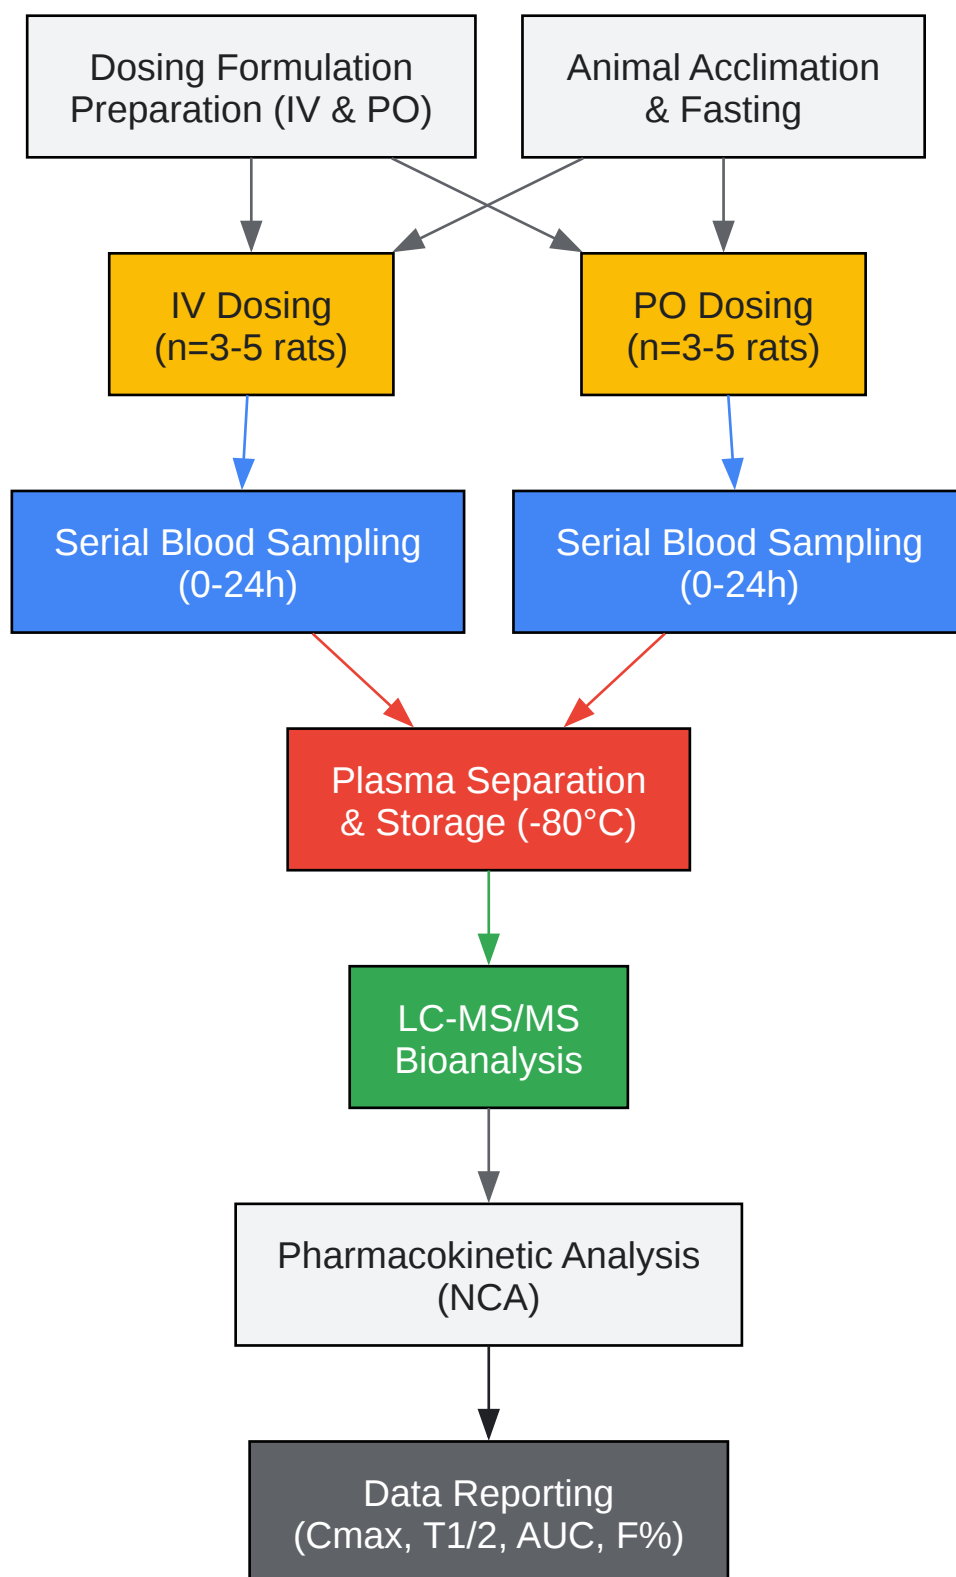 Dosing Formulation
Preparation (IV & PO)
Animal Acclimation
& Fasting
IV Dosing
(n=3-5 rats)
PO Dosing
(n=3-5 rats)
Serial Blood Sampling
(0-24h)
Serial Blood Sampling
(0-24h)
Plasma Separation
& Storage (-80°C)
LC-MS/MS
Bioanalysis
Pharmacokinetic Analysis
(NCA)
Data Reporting
(Cmax, T1/2, AUC, F%)